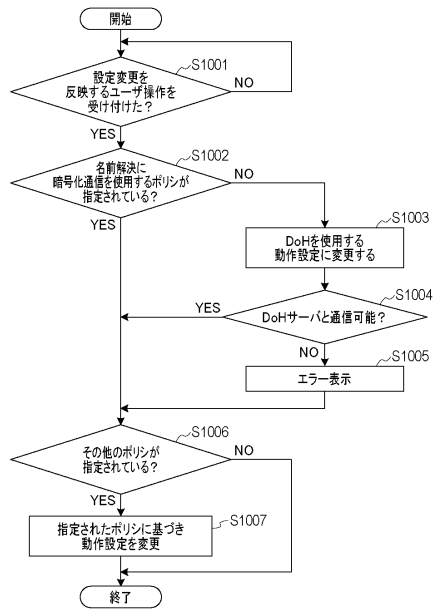 開始
S1001
設定変更を
反映するユーザ操作を
受け付けた？
NO
YES
S1002
名前解決に
暗号化通信を使用するポリシが
指定されている？
NO
YES
S1003
DoHを使用する
動作設定に変更する
S1004
DoHサーバと通信可能？
YES
NO
S1005
エラー表示
S1006
その他のポリシが
指定されている？
NO
YES
S1007
指定されたポリシに基づき
動作設定を変更
終了